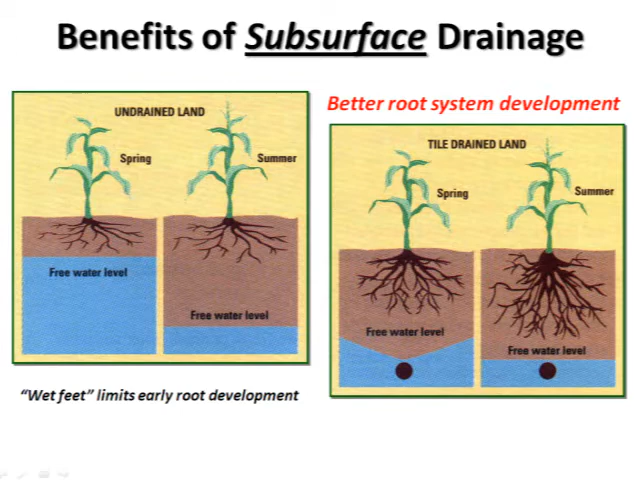 Benefits of Subsurface Drainage
UNDRAINED LAND
Spring
Summer
Free water level
Free water level
"Wet feet" limits early root development
Better root system development
TILE DRAINED LAND
Spring
Summer
Free water level
Free water level